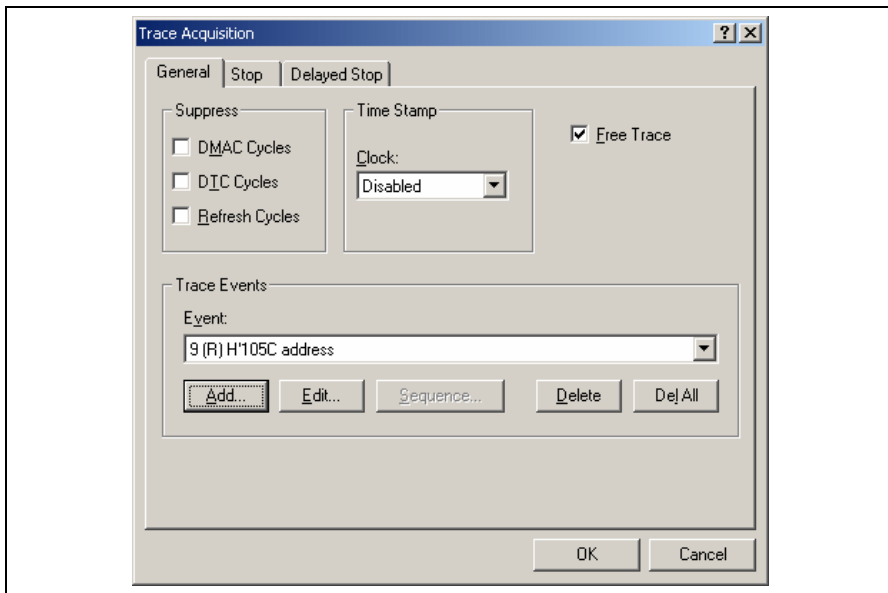 Trace Acquisition
General Stop Delayed Stop
Suppress
DMAC Cycles
DTC Cycles
Refresh Cycles
Time Stamp
Clock:
Disabled
Free Trace
Trace Events
Event:
9 (R) H'105C address
Add... Edit... Sequence... Delete Del All
OK Cancel